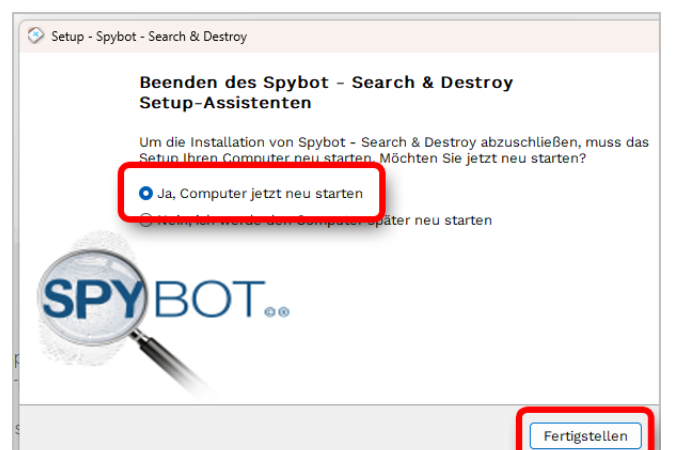 Setup - Spybot - Search & Destroy
Beenden des Spybot - Search & Destroy
Setup-Assistenten
Um die Installation von Spybot - Search & Destroy abzuschließen, muss das
Setup Ihren Computer neu starten. Möchten Sie jetzt neu starten?
Ja, Computer jetzt neu starten
Nein, ich werde den Computer später neu starten
SPYBOT
Fertigstellen